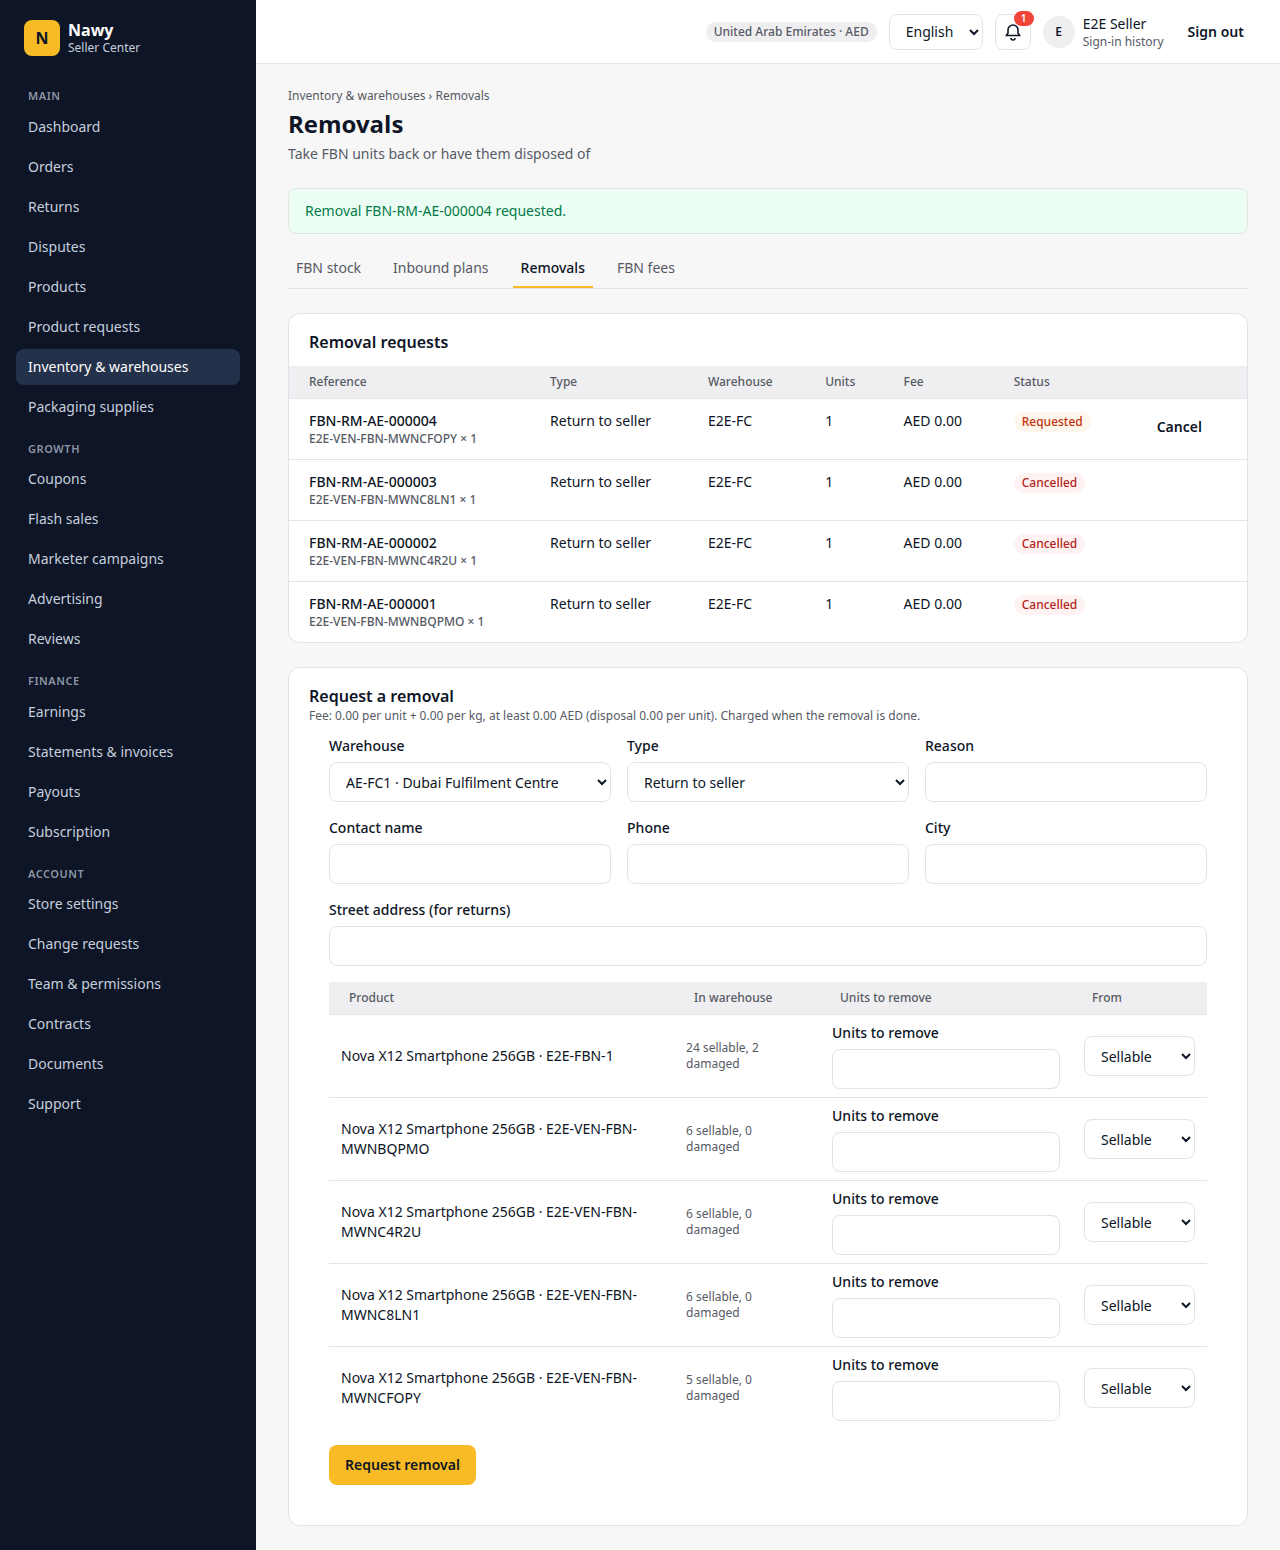 N
Nawy
Seller Center
MAIN
Dashboard
Orders
Returns
Disputes
Products
Product requests
Inventory & warehouses
Packaging supplies
GROWTH
Coupons
Flash sales
Marketer campaigns
Advertising
Reviews
FINANCE
Earnings
Statements & invoices
Payouts
Subscription
ACCOUNT
Store settings
Change requests
Team & permissions
Contracts
Documents
Support
United Arab Emirates · AED
English
1
E
E2E Seller
Sign-in history
Sign out
Inventory & warehouses › Removals
Removals
Take FBN units back or have them disposed of
Removal FBN-RM-AE-000004 requested.
FBN stock Inbound plans Removals FBN fees
Removal requests
Reference Type Warehouse Units Fee Status
FBN-RM-AE-000004 Return to seller E2E-FC 1 AED 0.00 Requested Cancel
E2E-VEN-FBN-MWNCFOPY × 1
FBN-RM-AE-000003 Return to seller E2E-FC 1 AED 0.00 Cancelled
E2E-VEN-FBN-MWNC8LN1 × 1
FBN-RM-AE-000002 Return to seller E2E-FC 1 AED 0.00 Cancelled
E2E-VEN-FBN-MWNC4R2U × 1
FBN-RM-AE-000001 Return to seller E2E-FC 1 AED 0.00 Cancelled
E2E-VEN-FBN-MWNBQPMO × 1
Request a removal
Fee: 0.00 per unit + 0.00 per kg, at least 0.00 AED (disposal 0.00 per unit). Charged when the removal is done.
Warehouse Type Reason
AE-FC1 · Dubai Fulfilment Centre Return to seller
Contact name Phone City
Street address (for returns)
Product In warehouse Units to remove From
Nova X12 Smartphone 256GB · E2E-FBN-1
24 sellable, 2
damaged
Units to remove
Sellable
Nova X12 Smartphone 256GB · E2E-VEN-FBN-
MWNBQPMO
6 sellable, 0
damaged
Units to remove
Sellable
Nova X12 Smartphone 256GB · E2E-VEN-FBN-
MWNC4R2U
6 sellable, 0
damaged
Units to remove
Sellable
Nova X12 Smartphone 256GB · E2E-VEN-FBN-
MWNC8LN1
6 sellable, 0
damaged
Units to remove
Sellable
Nova X12 Smartphone 256GB · E2E-VEN-FBN-
MWNCFOPY
5 sellable, 0
damaged
Units to remove
Sellable
Request removal